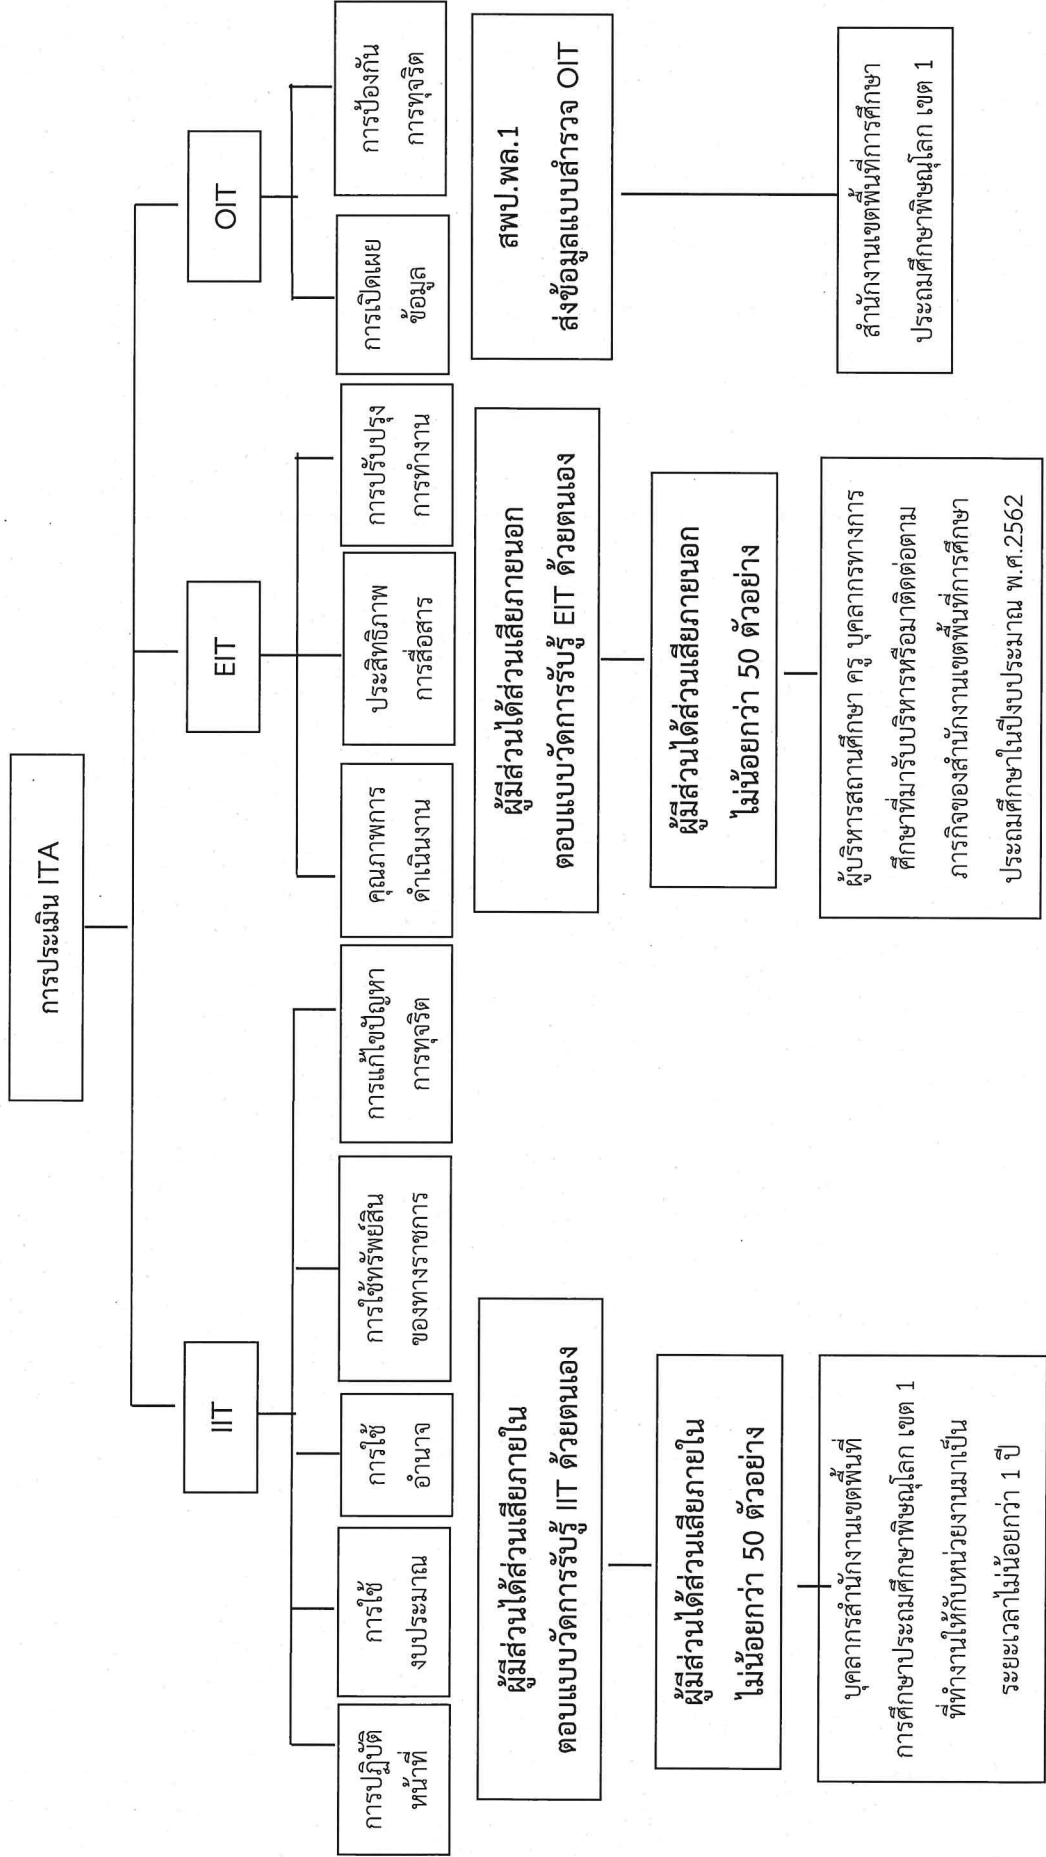 การประเมิน ITA
IIT
EIT
OIT
การปฏิบัติ
หน้าที่
การใช้
งบประมาณ
การใช้
อำนาจ
การใช้ทรัพย์สิน
ของทางราชการ
การแก้ไขปัญหา
การทุจริต
คุณภาพการ
ดำเนินงาน
ประสิทธิภาพ
การสื่อสาร
การปรับปรุง
การทำงาน
การเปิดเผย
ข้อมูล
การป้องกัน
การทุจริต
ผู้มีส่วนได้ส่วนเสียภายใน
ตอบแบบวัดการรับรู้ IIT ด้วยตนเอง
ผู้มีส่วนได้ส่วนเสียภายนอก
ตอบแบบวัดการรับรู้ EIT ด้วยตนเอง
สพป.พล.1
ส่งข้อมูลแบบสำรวจ OIT
ผู้มีส่วนได้ส่วนเสียภายใน
ไม่น้อยกว่า 50 ตัวอย่าง
ผู้มีส่วนได้ส่วนเสียภายนอก
ไม่น้อยกว่า 50 ตัวอย่าง
บุคลากรสำนักงานเขตพื้นที่
การศึกษาประถมศึกษาพิษณุโลก เขต 1
ที่ทำงานให้กับหน่วยงานมาเป็น
ระยะเวลาไม่น้อยกว่า 1 ปี
ผู้บริหารสถานศึกษา ครู บุคลากรทางการ
ศึกษาที่มารับบริหารหรือมาติดต่อตาม
ภารกิจของสำนักงานเขตพื้นที่การศึกษา
ประถมศึกษาในปีงบประมาณ พ.ศ.2562
สำนักงานเขตพื้นที่การศึกษา
ประถมศึกษาพิษณุโลก เขต 1